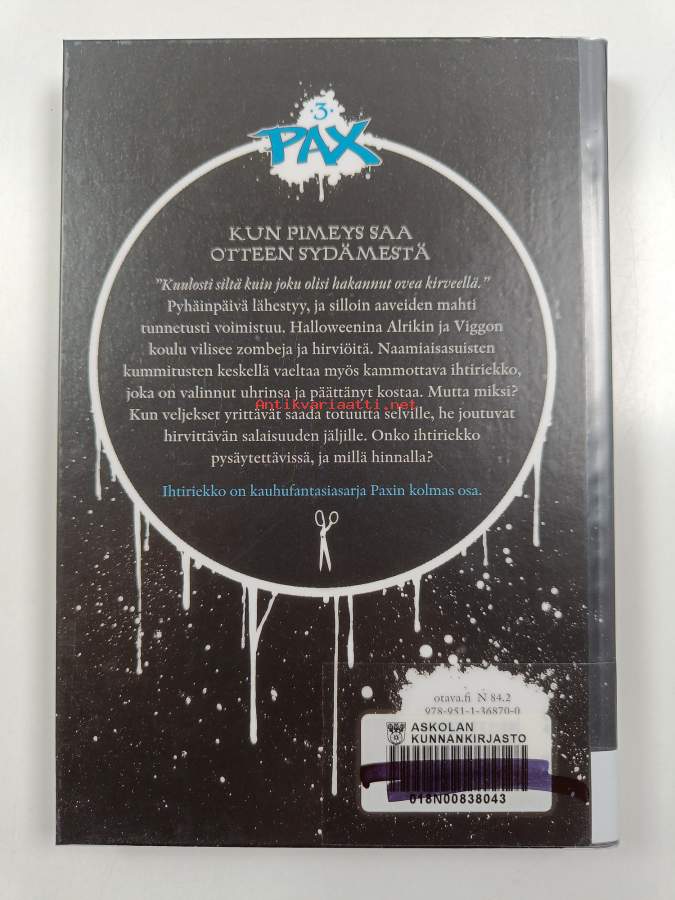 ·3·
PAX
KUN PIMEYS SAA
OTTEEN SYDÄMESTÄ
"Kuulosti siltä kuin joku olisi hakannut ovea kirveellä."
Pyhäinpäivä lähestyy, ja silloin aaveiden mahti
tunnetusti voimistuu. Halloweenina Alrikin ja Viggon
koulu vilisee zombeja ja hirviöitä. Naamiaisasuisten
kummitusten keskellä vaeltaa myös kammottava ihtiriekko,
joka on valinnut uhrinsa ja päättänyt kostaa. Mutta miksi?
Antikvariaatti.net
Kun veljekset yrittävät saada totuutta selville, he joutuvat
hirvittävän salaisuuden jäljille. Onko ihtiriekko
pysäytettävissä, ja millä hinnalla?
Ihtiriekko on kauhufantasiasarja Paxin kolmas osa.
otava.fi N 84.2
978-951-1-36870-0
ASKOLAN
KUNNANKIRJASTO
018N00838043